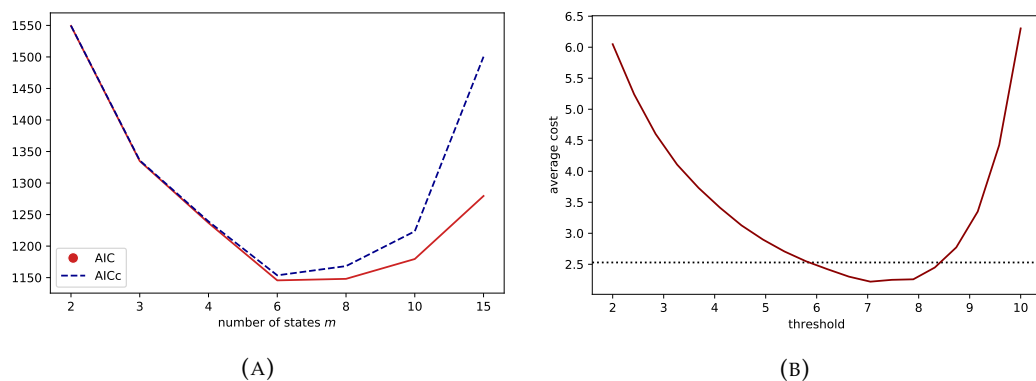 1550
1500
1450
1400
1350
1300
1250
1200
1150
AIC
AICc
2 3 4 6 8 10 15
number of states m
(A)
6.5
6.0
5.5
5.0
4.5
4.0
3.5
3.0
2.5
average cost
2 3 4 5 6 7 8 9 10
threshold
(B)